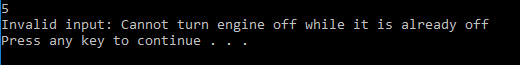 5
Invalid input: Cannot turn engine off while it is already off
Press any key to continue . . .